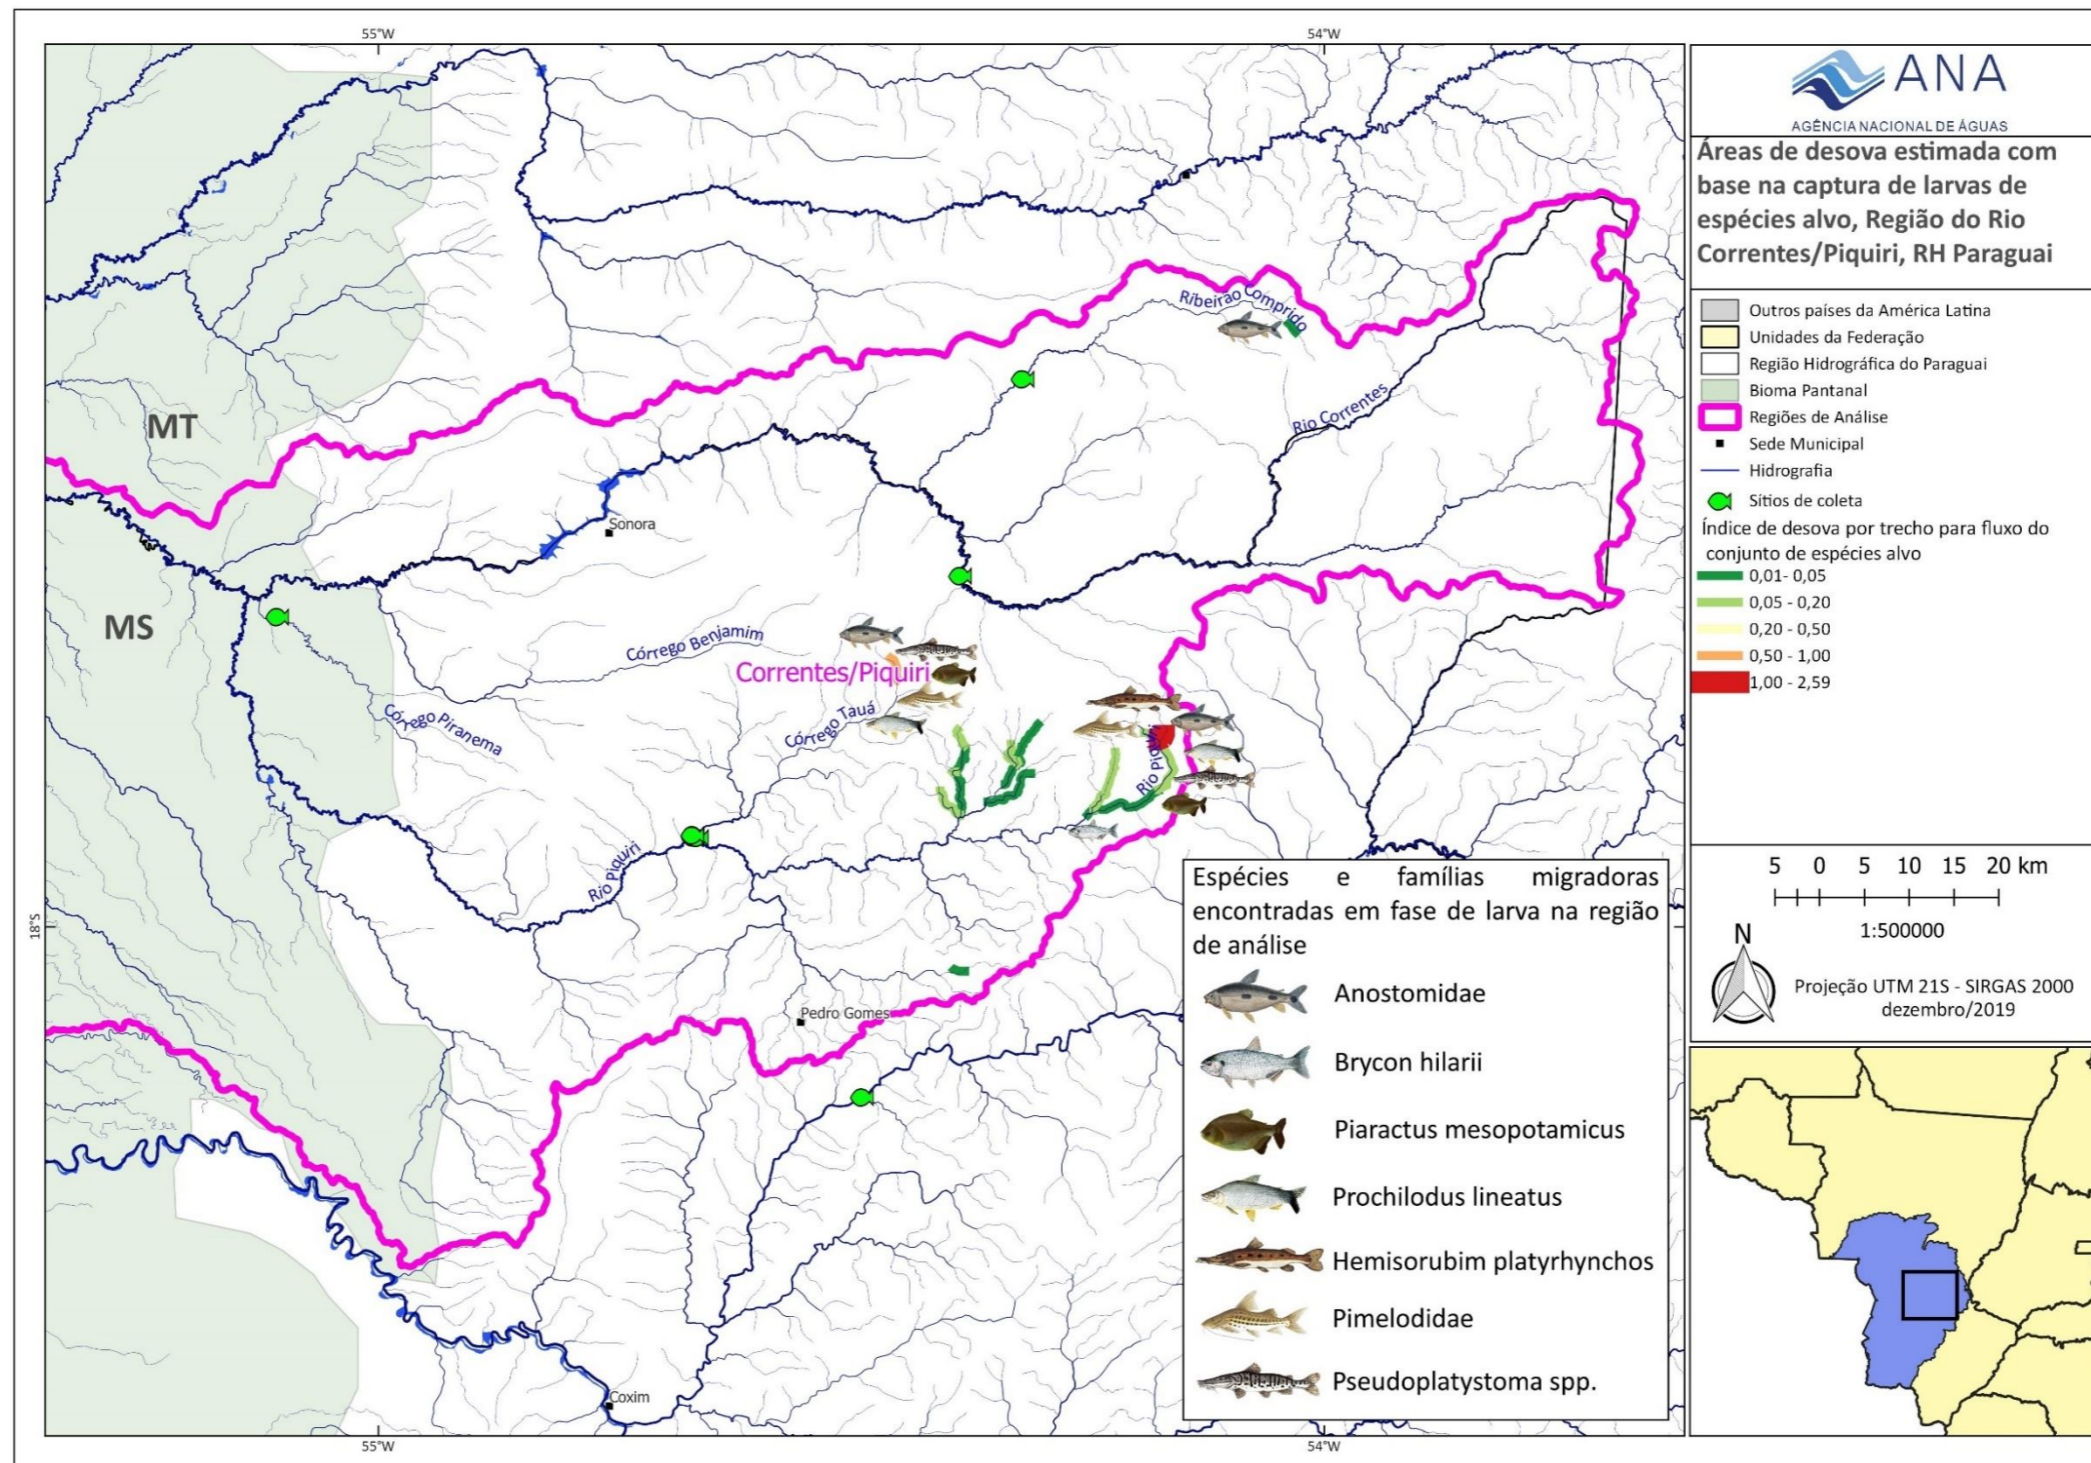 55°W
54°W
ANA
AGÊNCIA NACIONAL DE ÁGUAS
Áreas de desova estimada com
base na captura de larvas de
espécies alvo, Região do Rio
Correntes/Piquiri, RH Paraguai
Outros países da América Latina
Unidades da Federação
Região Hidrográfica do Paraguai
Bioma Pantanal
Regiões de Análise
Sede Municipal
Hidrografia
Sítios de coleta
Índice de desova por trecho para fluxo do
conjunto de espécies alvo
0,01- 0,05
0,05 - 0,20
0,20 - 0,50
0,50 - 1,00
1,00 - 2,59
Ribeirão Comprido
Rio Correntes
MT
Sonora
MS
Córrego Benjamim
Correntes/Piquiri
Córrego Piranema
Córrego Tauá
Rio Piquiri
Rio Piquiri
18°S
Pedro Gomes
Coxim
Espécies e famílias migradoras
encontradas em fase de larva na região
de análise
Anostomidae
Brycon hilarii
Piaractus mesopotamicus
Prochilodus lineatus
Hemisorubim platyrhynchos
Pimelodidae
Pseudoplatystoma spp.
5 0 5 10 15 20 km
1:500000
N
Projeção UTM 21S - SIRGAS 2000
dezembro/2019
55°W
54°W